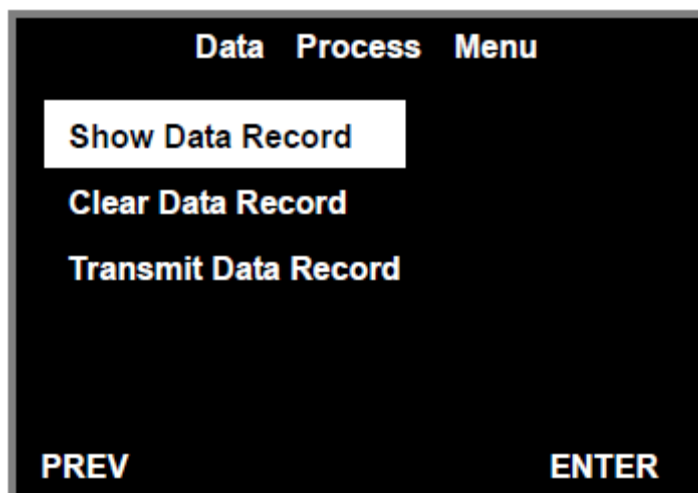 Data Process Menu
Show Data Record
Clear Data Record
Transmit Data Record
PREV ENTER